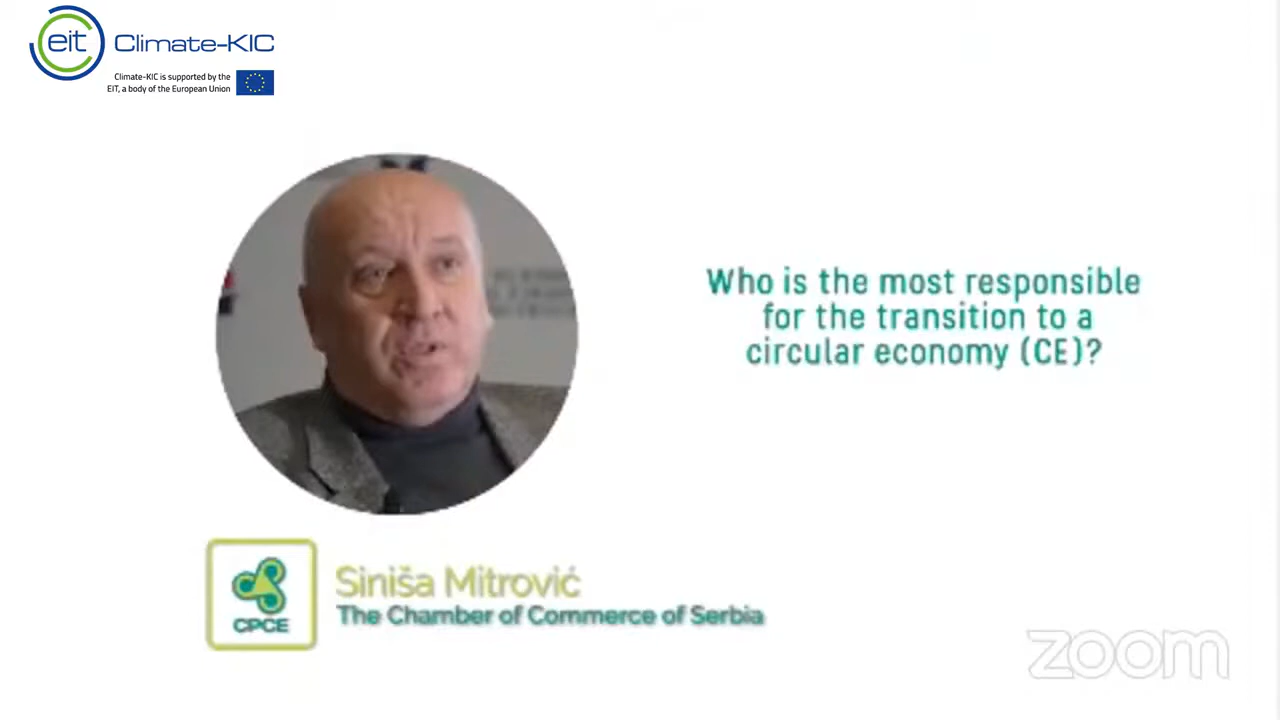 eit Climate-KIC
Climate-KIC is supported by the
EIT, a body of the European Union
Who is the most responsible
for the transition to a
circular economy (CE)?
CPCE
Siniša Mitrović
The Chamber of Commerce of Serbia
zoom